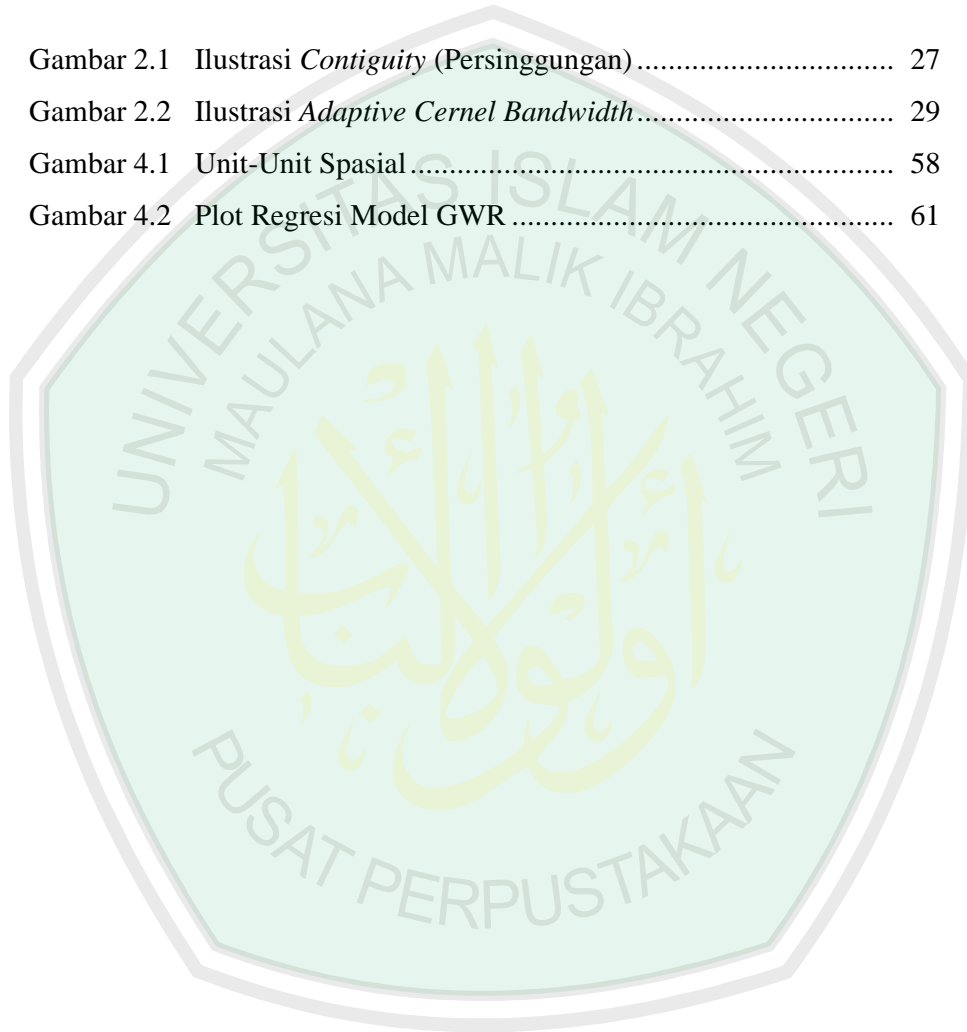 Gambar 2.1 Ilustrasi Contiguity (Persinggungan) ................................. 27
Gambar 2.2 Ilustrasi Adaptive Cernel Bandwidth ................................. 29
Gambar 4.1 Unit-Unit Spasial .............................................................. 58
Gambar 4.2 Plot Regresi Model GWR ................................................. 61
UNIVERSITAS ISLAM NEGERI
MAULANA MALIK IBRAHIM
أولوا الألباب
PUSAT PERPUSTAKAAN